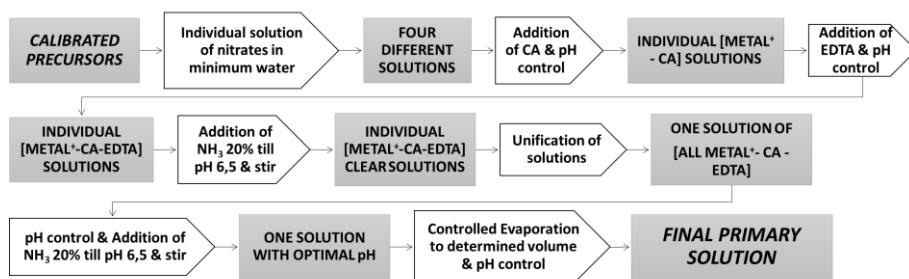 CALIBRATED
PRECURSORS
Individual solution
of nitrates in
minimum water
FOUR
DIFFERENT
SOLUTIONS
Addition
of CA & pH
control
INDIVIDUAL [METAL⁺
- CA] SOLUTIONS
Addition of
EDTA & pH
control
INDIVIDUAL
[METAL⁺-CA-EDTA]
SOLUTIONS
Addition of
NH₃ 20% till
pH 6,5 & stir
INDIVIDUAL
[METAL⁺-CA-EDTA]
CLEAR SOLUTIONS
Unification of
solutions
ONE SOLUTION OF
[ALL METAL⁺- CA -
EDTA]
pH control & Addition of
NH₃ 20% till pH 6,5 & stir
ONE SOLUTION
WITH OPTIMAL pH
Controlled Evaporation
to determined volume
& pH control
FINAL PRIMARY
SOLUTION